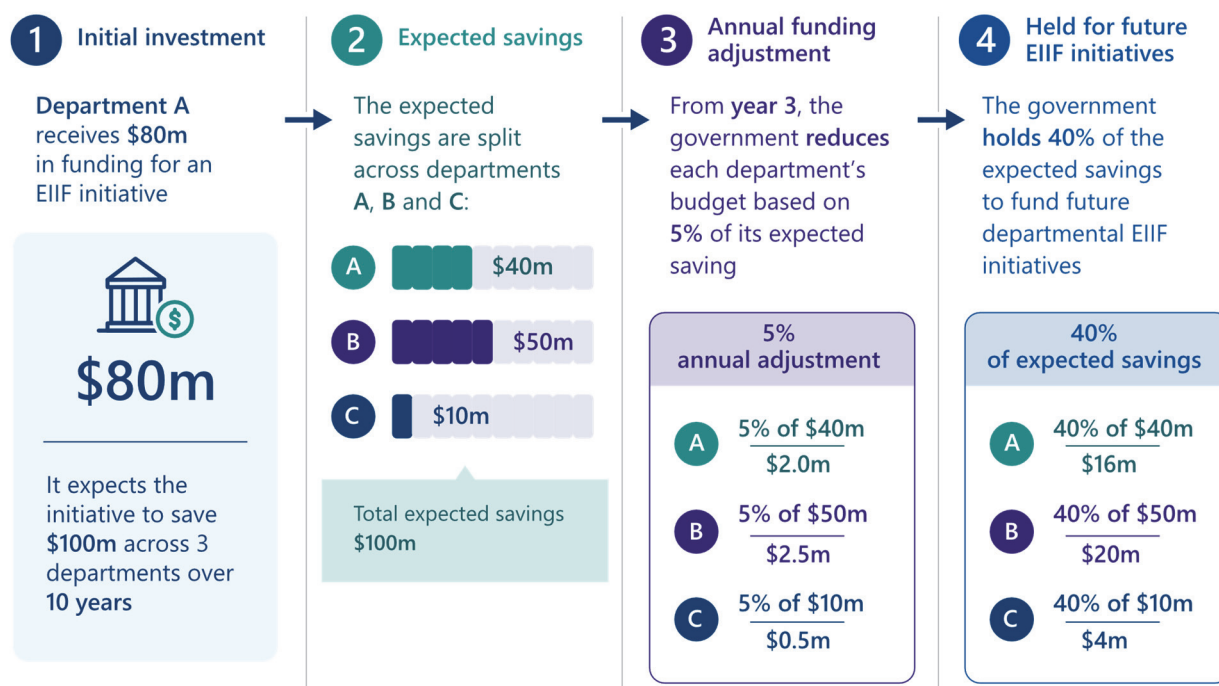 1
Initial investment
Department A
receives $80m
in funding for an
EIIF initiative
$
$80m
It expects the
initiative to save
$100m across 3
departments over
10 years
2
Expected savings
The expected
savings are split
across departments
A, B and C:
A $40m
B $50m
C $10m
Total expected savings
$100m
3
Annual funding
adjustment
From year 3, the
government reduces
each department's
budget based on
5% of its expected
saving
5%
annual adjustment
A
5% of $40m
$2.0m
B
5% of $50m
$2.5m
C
5% of $10m
$0.5m
4
Held for future
EIIF initiatives
The government
holds 40% of the
expected savings
to fund future
departmental EIIF
initiatives
40%
of expected savings
A
40% of $40m
$16m
B
40% of $50m
$20m
C
40% of $10m
$4m